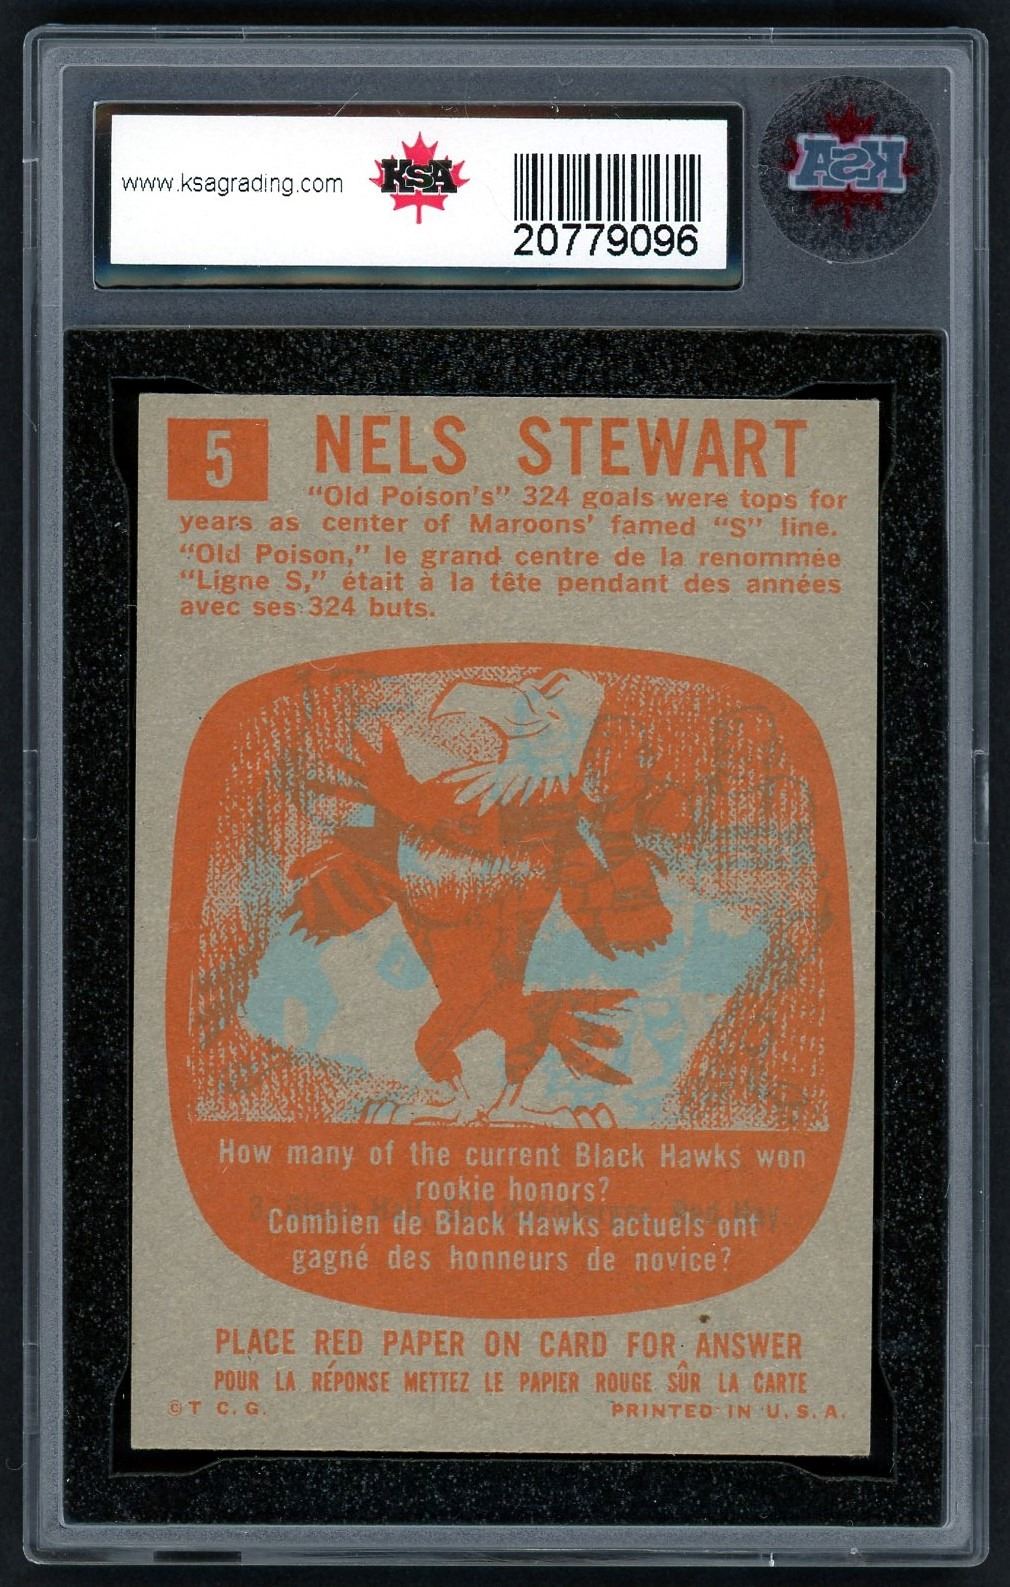 www.ksagrading.com
KSA
20779096
KSA
5
NELS STEWART
"Old Poison's" 324 goals were tops for
years as center of Maroons' famed "S" line.
"Old Poison," le grand centre de la renommée
"Ligne S," était à la tête pendant des années
avec ses 324 buts.
How many of the current Black Hawks won
rookie honors?
Combien de Black Hawks actuels ont
gagné des honneurs de novice?
PLACE RED PAPER ON CARD FOR ANSWER
POUR LA RÉPONSE METTEZ LE PAPIER ROUGE SÛR LA CARTE
© T. C. G.
PRINTED IN U. S. A.